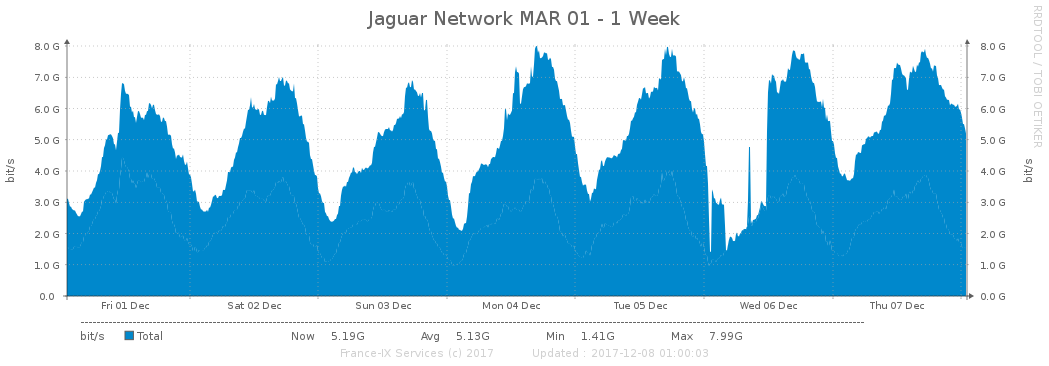 Jaguar Network MAR 01 - 1 Week
RRDTOOL / TOBI OETIKER
8.0 G 8.0 G
7.0 G 7.0 G
6.0 G 6.0 G
5.0 G 5.0 G
4.0 G 4.0 G
3.0 G 3.0 G
2.0 G 2.0 G
1.0 G 1.0 G
0.0 0.0 G
bit/s bit/s
Fri 01 Dec Sat 02 Dec Sun 03 Dec Mon 04 Dec Tue 05 Dec Wed 06 Dec Thu 07 Dec
bit/s Total Now 5.19G Avg 5.13G Min 1.41G Max 7.99G
France-IX Services (c) 2017 Updated : 2017-12-08 01:00:03